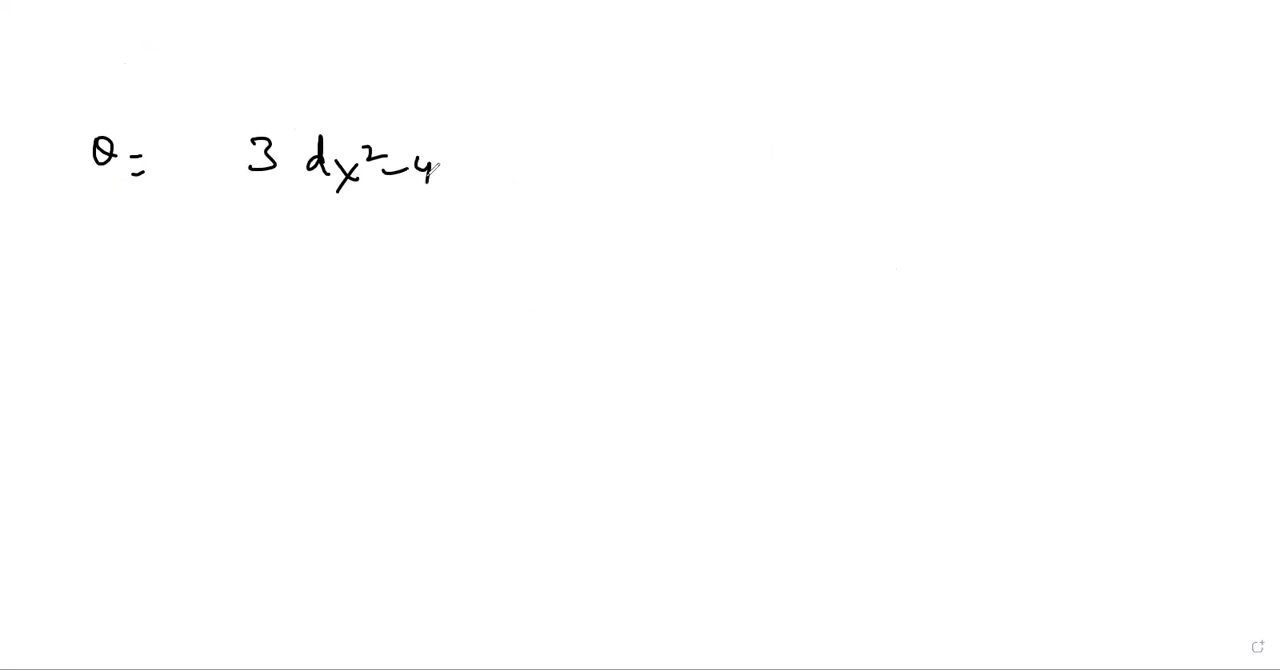 θ = 3 dx²-4